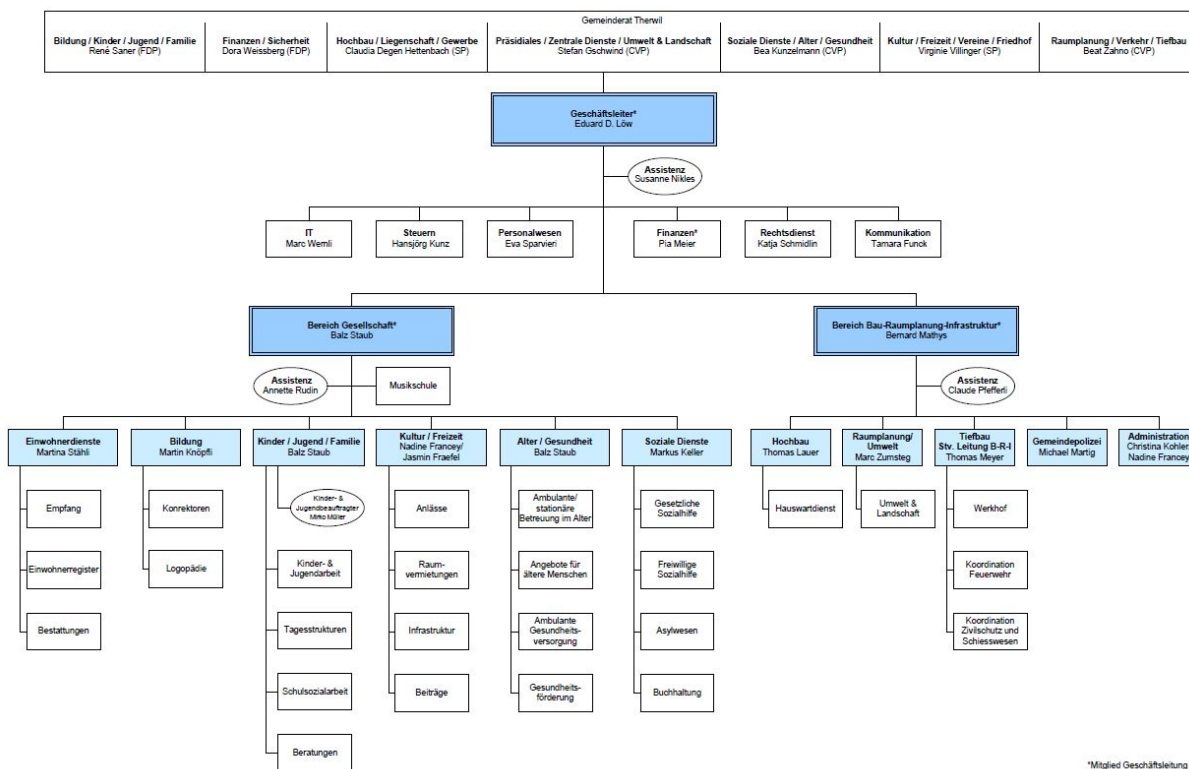 Gemeinderat Therwil
Bildung / Kinder / Jugend / Familie
René Saner (FDP)
Finanzen / Sicherheit
Dora Weissberg (FDP)
Hochbau / Liegenschaft / Gewerbe
Claudia Degen Hettenbach (SP)
Präsidiales / Zentrale Dienste / Umwelt & Landschaft
Stefan Gschwind (CVP)
Soziale Dienste / Alter / Gesundheit
Bea Kunzelmann (CVP)
Kultur / Freizeit / Vereine / Friedhof
Virginie Villinger (SP)
Raumplanung / Verkehr / Tiefbau
Beat Zahno (CVP)
Geschäftsleiter*
Eduard D. Löw
Assistenz
Susanne Nikles
IT
Marc Wernli
Steuern
Hansjörg Kunz
Personalwesen
Eva Sparvieri
Finanzen*
Pia Meier
Rechtsdienst
Katja Schmidlin
Kommunikation
Tamara Funck
Bereich Gesellschaft*
Balz Staub
Bereich Bau-Raumplanung-Infrastruktur*
Bernard Mathys
Assistenz
Annette Rudin
Musikschule
Assistenz
Claude Pfefferli
Einwohnerdienste
Martina Stähli
Bildung
Martin Knöpfli
Kinder / Jugend / Familie
Balz Staub
Kultur / Freizeit
Nadine Francey/
Jasmin Fraefel
Alter / Gesundheit
Balz Staub
Soziale Dienste
Markus Keller
Hochbau
Thomas Lauer
Raumplanung/
Umwelt
Marc Zumsteg
Tiefbau
Stv. Leitung B-R-I
Thomas Meyer
Gemeindepolizei
Michael Martig
Administration
Christina Kohler,
Nadine Francey
Empfang
Einwohnerregister
Bestattungen
Konrektoren
Logopädie
Kinder- &
Jugendbeauftragter
Mirko Müller
Kinder- &
Jugendarbeit
Tagesstrukturen
Schulsozialarbeit
Beratungen
Anlässe
Raum-
vermietungen
Infrastruktur
Beiträge
Ambulante/
stationäre
Betreuung im Alter
Angebote für
ältere Menschen
Ambulante
Gesundheits-
versorgung
Gesundheits-
förderung
Gesetzliche
Sozialhilfe
Freiwillige
Sozialhilfe
Asylwesen
Buchhaltung
Hauswartdienst
Umwelt &
Landschaft
Werkhof
Koordination
Feuerwehr
Koordination
Zivilschutz und
Schiesswesen
*Mitglied Geschäftsleitung